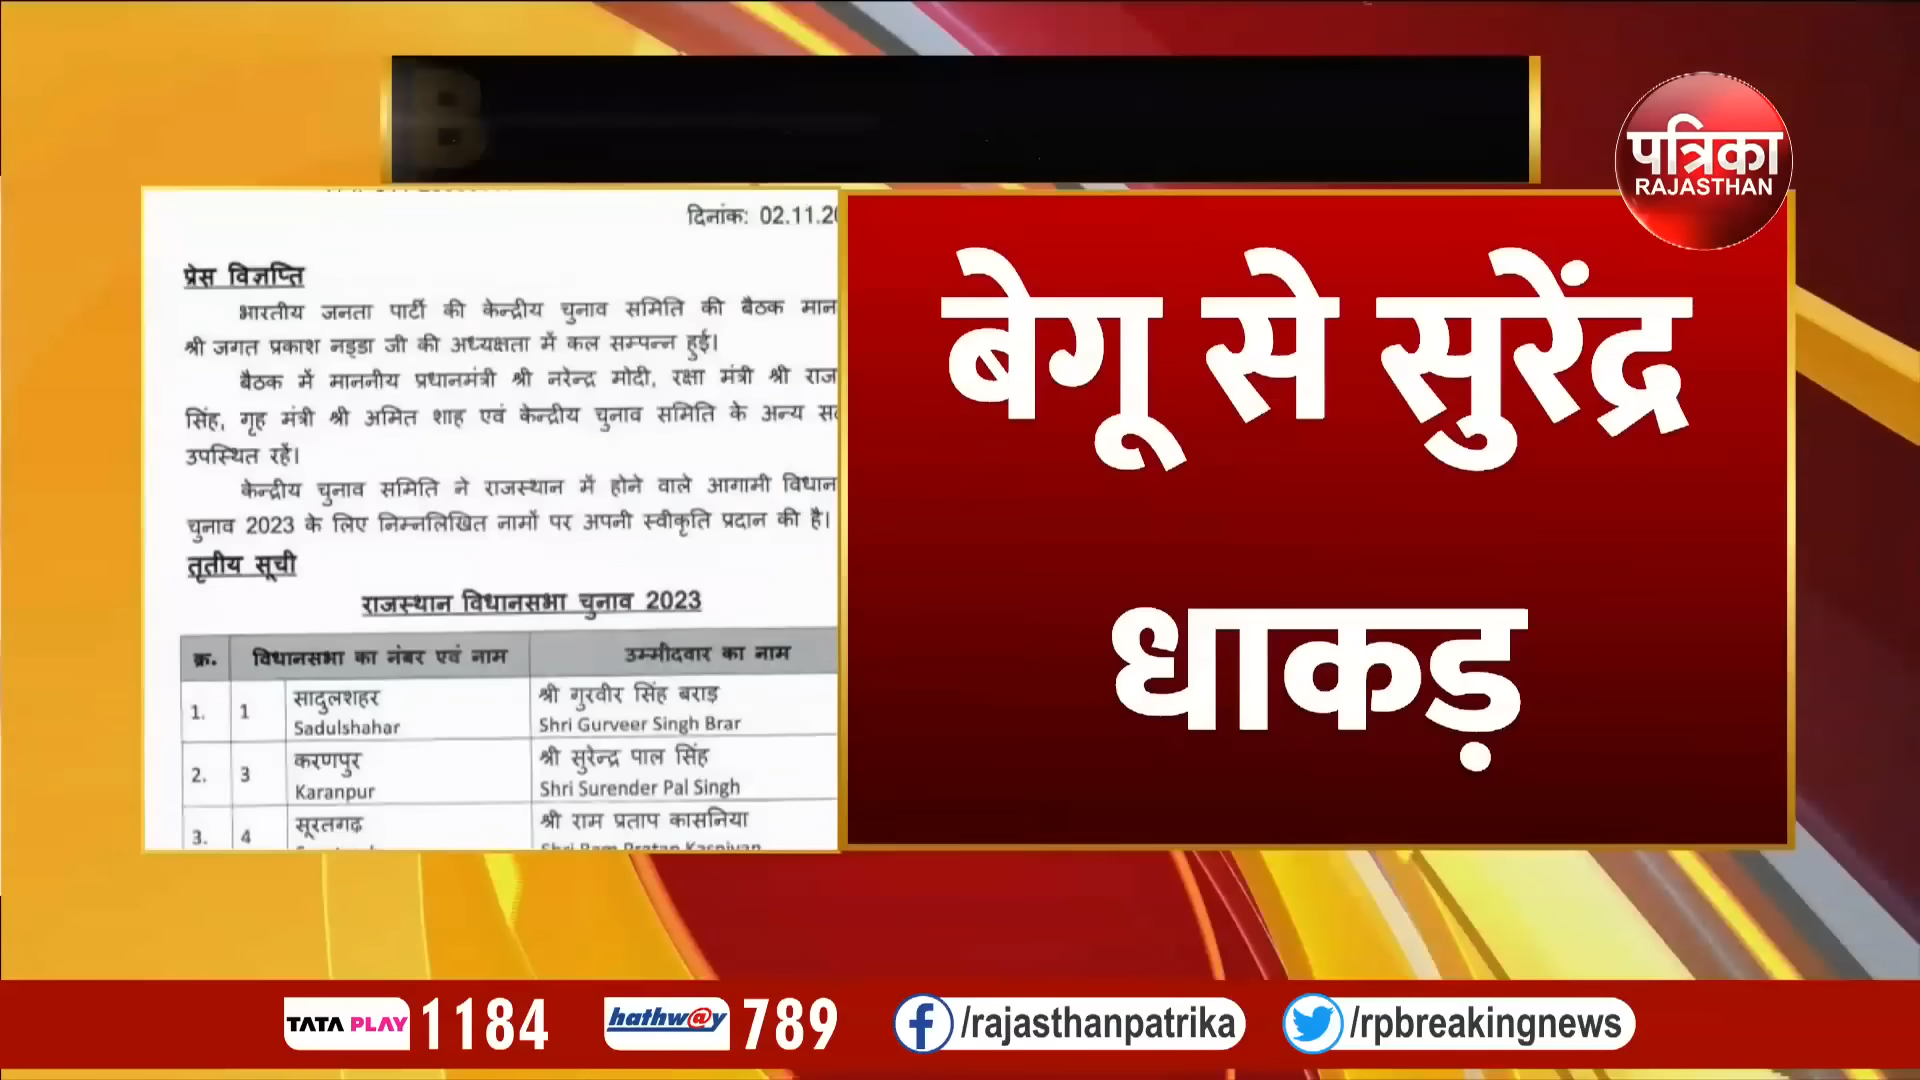 पत्रिका
RAJASTHAN
दिनांक: 02.11.20
प्रेस विज्ञप्ति
भारतीय जनता पार्टी की केन्द्रीय चुनाव समिति की बैठक मान
श्री जगत प्रकाश नड्डा जी की अध्यक्षता में कल सम्पन्न हुई।
बैठक में माननीय प्रधानमंत्री श्री नरेन्द्र मोदी, रक्षा मंत्री श्री राज
सिंह, गृह मंत्री श्री अमित शाह एवं केन्द्रीय चुनाव समिति के अन्य
उपस्थित रहें।
केन्द्रीय चुनाव समिति ने राजस्थान में होने वाले आगामी विधान
चुनाव 2023 के लिए निम्नलिखित नामों पर अपनी स्वीकृति प्रदान की है।
तृतीय सूची
राजस्थान विधानसभा चुनाव 2023
क्र. विधानसभा का नंबर एवं नाम उम्मीदवार का नाम
1. 1 सादुलशहर श्री गुरवीर सिंह बराड़
Sadulshahar Shri Gurveer Singh Brar
2. 3 करणपुर श्री सुरेन्द्र पाल सिंह
Karanpur Shri Surender Pal Singh
3. 4 सूरतगढ़ श्री राम प्रताप कासनिया
बेगू से सुरेंद्र
धाकड़
TATA PLAY 1184 hathw@y 789 /rajasthanpatrika /rpbreakingnews